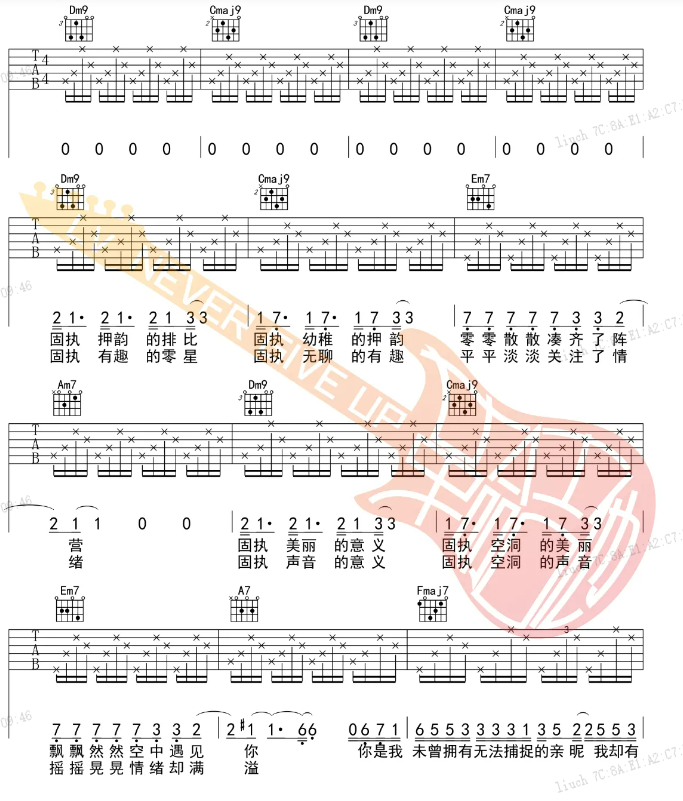 Dm9 Cmaj9 Dm9 Cmaj9
T A B 4 4
0 0 0 0 0 0 0 0 0 0 0 0 0 0 0 0
Dm9 Cmaj9 Em7
T A B
2 1· 2 1· 2 1 3 3 1 7· 1 7· 1 7 3 3 7 7 7 7 7 3 3 2
固执 押韵 的排比 固执 幼稚 的押韵 零零散散凑齐了阵
固执 有趣 的零星 固执 无聊 的有趣 平平淡淡关注了情
Am7 Dm9 Cmaj9
T A B
2 1 1 0 0 2 1· 2 1· 2 1 3 3 1 7· 1 7· 1 7 3 3
营 固执 美丽 的意义 固执 空洞 的美丽
绪 固执 声音 的意义 固执 空洞 的声音
Em7 A7 Fmaj7
T A B
3
7 7 7 7 7 3 3 2 2 #1 1· 6 6 0 6 7 1 6 5 5 3 3 3 3 1 3 5 2 2 5 5 3
飘飘然然空中遇见 你 你是我 未曾拥有无法捕捉的亲昵 我却有
摇摇晃晃情绪却满 溢
09:46
liuch 7C:8A:E1:A2:C7:
NEVER GIVE UP